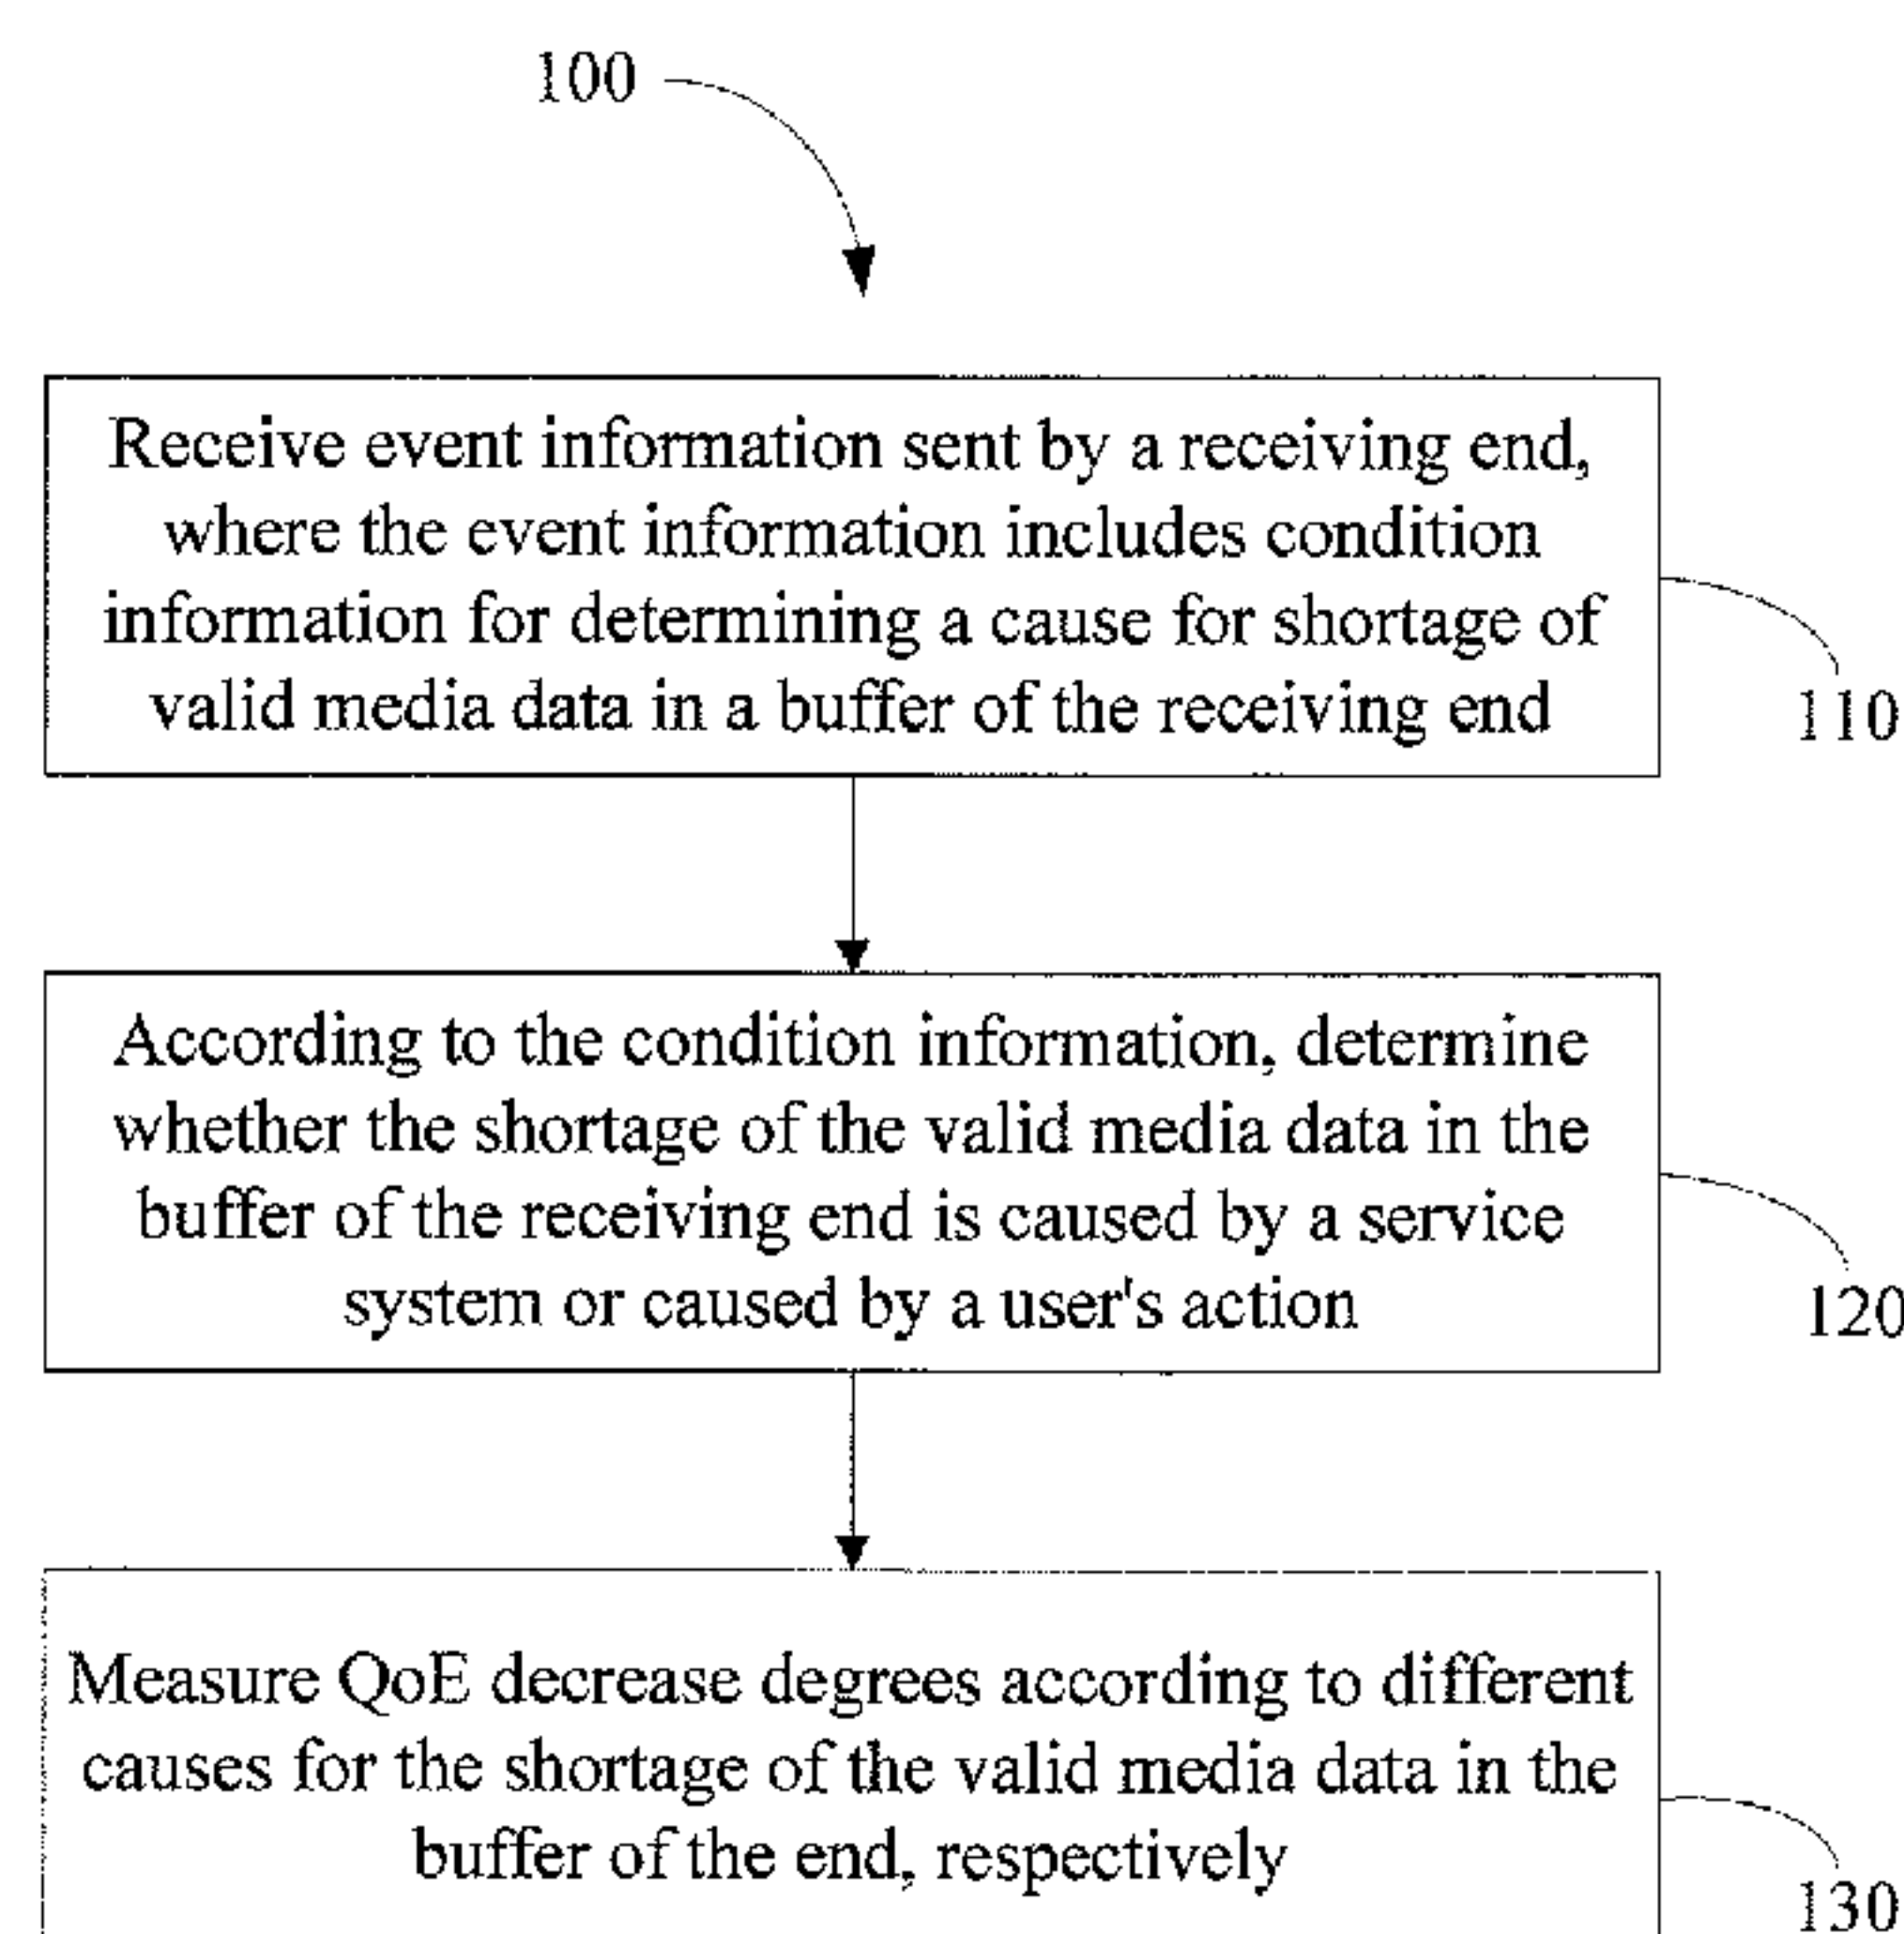 100
Receive event information sent by a receiving end,
where the event information includes condition
information for determining a cause for shortage of
valid media data in a buffer of the receiving end
110
According to the condition information, determine
whether the shortage of the valid media data in the
buffer of the receiving end is caused by a service
system or caused by a user's action
120
Measure QoE decrease degrees according to different
causes for the shortage of the valid media data in the
buffer of the end, respectively
130